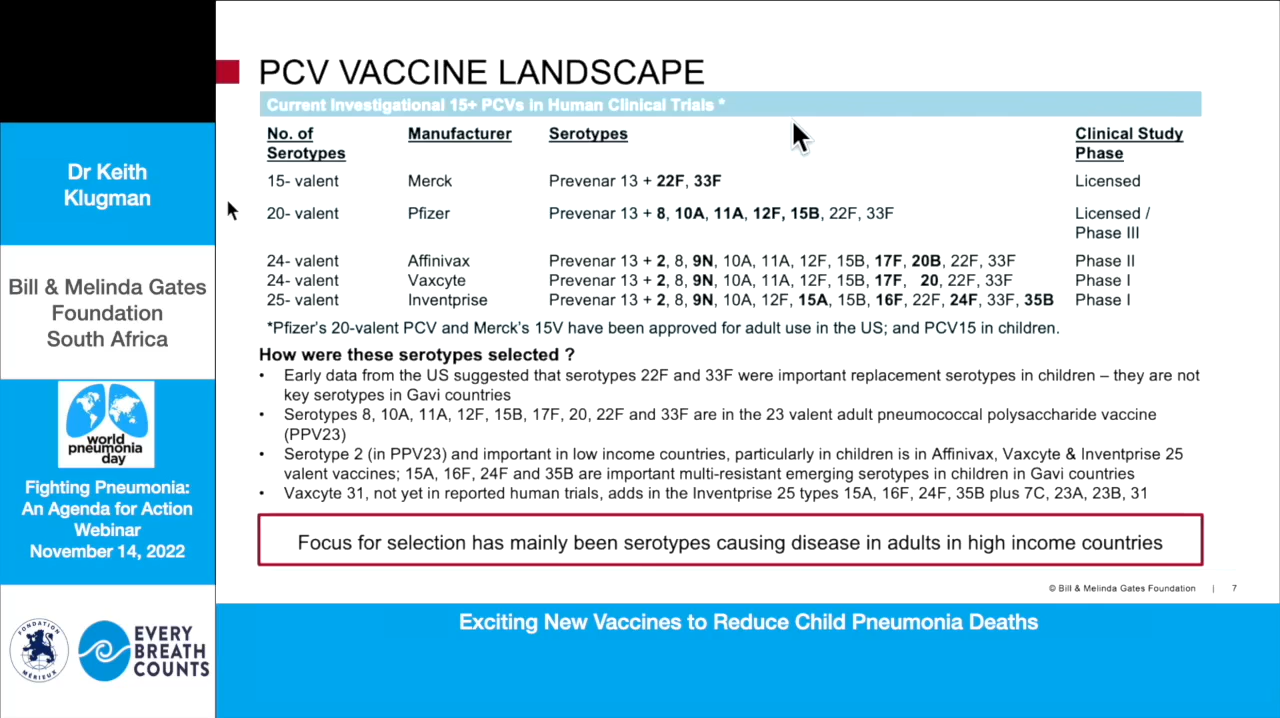 PCV VACCINE LANDSCAPE
Current Investigational 15+ PCVs in Human Clinical Trials *
No. of Serotypes Manufacturer Serotypes Clinical Study Phase
15- valent Merck Prevenar 13 + 22F, 33F Licensed
20- valent Pfizer Prevenar 13 + 8, 10A, 11A, 12F, 15B, 22F, 33F Licensed / Phase III
24- valent Affinivax Prevenar 13 + 2, 8, 9N, 10A, 11A, 12F, 15B, 17F, 20B, 22F, 33F Phase II
24- valent Vaxcyte Prevenar 13 + 2, 8, 9N, 10A, 11A, 12F, 15B, 17F, 20, 22F, 33F Phase I
25- valent Inventprise Prevenar 13 + 2, 8, 9N, 10A, 12F, 15A, 15B, 16F, 22F, 24F, 33F, 35B Phase I
*Pfizer's 20-valent PCV and Merck's 15V have been approved for adult use in the US; and PCV15 in children.
How were these serotypes selected ?
• Early data from the US suggested that serotypes 22F and 33F were important replacement serotypes in children – they are not
key serotypes in Gavi countries
• Serotypes 8, 10A, 11A, 12F, 15B, 17F, 20, 22F and 33F are in the 23 valent adult pneumococcal polysaccharide vaccine
(PPV23)
• Serotype 2 (in PPV23) and important in low income countries, particularly in children is in Affinivax, Vaxcyte & Inventprise 25
valent vaccines; 15A, 16F, 24F and 35B are important multi-resistant emerging serotypes in children in Gavi countries
• Vaxcyte 31, not yet in reported human trials, adds in the Inventprise 25 types 15A, 16F, 24F, 35B plus 7C, 23A, 23B, 31
Focus for selection has mainly been serotypes causing disease in adults in high income countries
© Bill & Melinda Gates Foundation | 7
Dr Keith
Klugman
Bill & Melinda Gates
Foundation
South Africa
world
pneumonia
day
Fighting Pneumonia:
An Agenda for Action
Webinar
November 14, 2022
FONDATION
MÉRIEUX
EVERY
BREATH
COUNTS
Exciting New Vaccines to Reduce Child Pneumonia Deaths